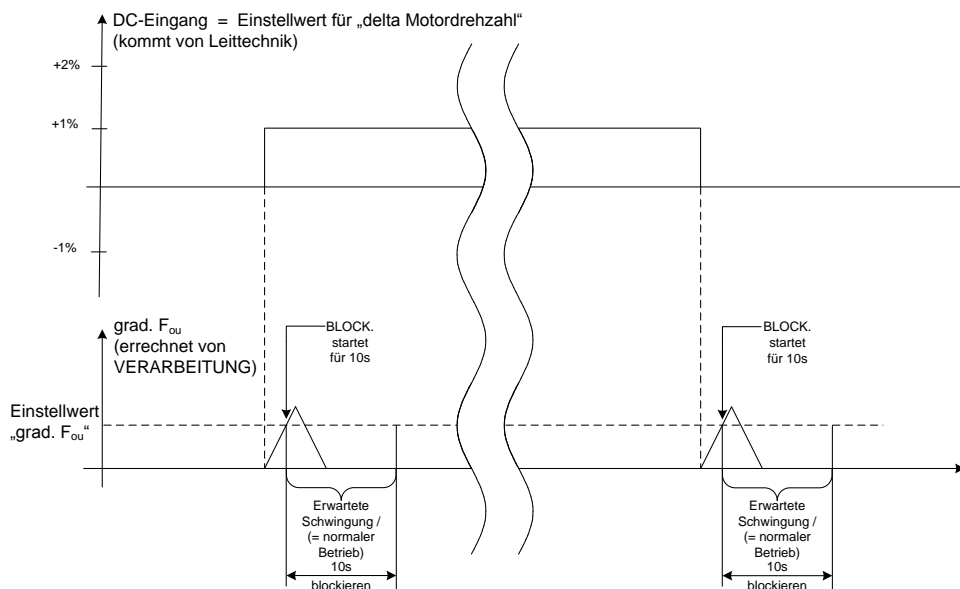 DC-Eingang = Einstellwert für „delta Motordrehzahl“
(kommt von Leittechnik)
+2%
+1%
-1%
grad. Fou
(errechnet von
VERARBEITUNG)
BLOCK.
startet
für 10s
BLOCK.
startet
für 10s
Einstellwert
„grad. Fou“
Erwartete
Schwingung /
(= normaler
Betrieb)
10s
blockieren
Erwartete
Schwingung /
(= normaler
Betrieb)
10s
blockieren